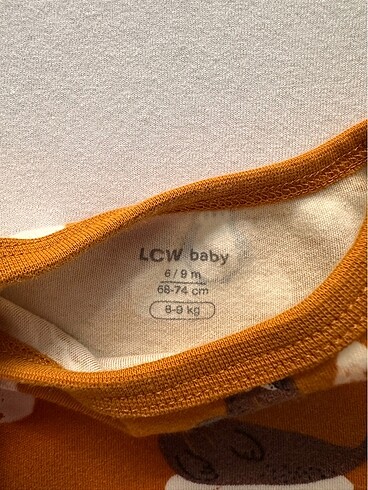 LCW baby
6 / 9 m
68-74 cm
8-9 kg